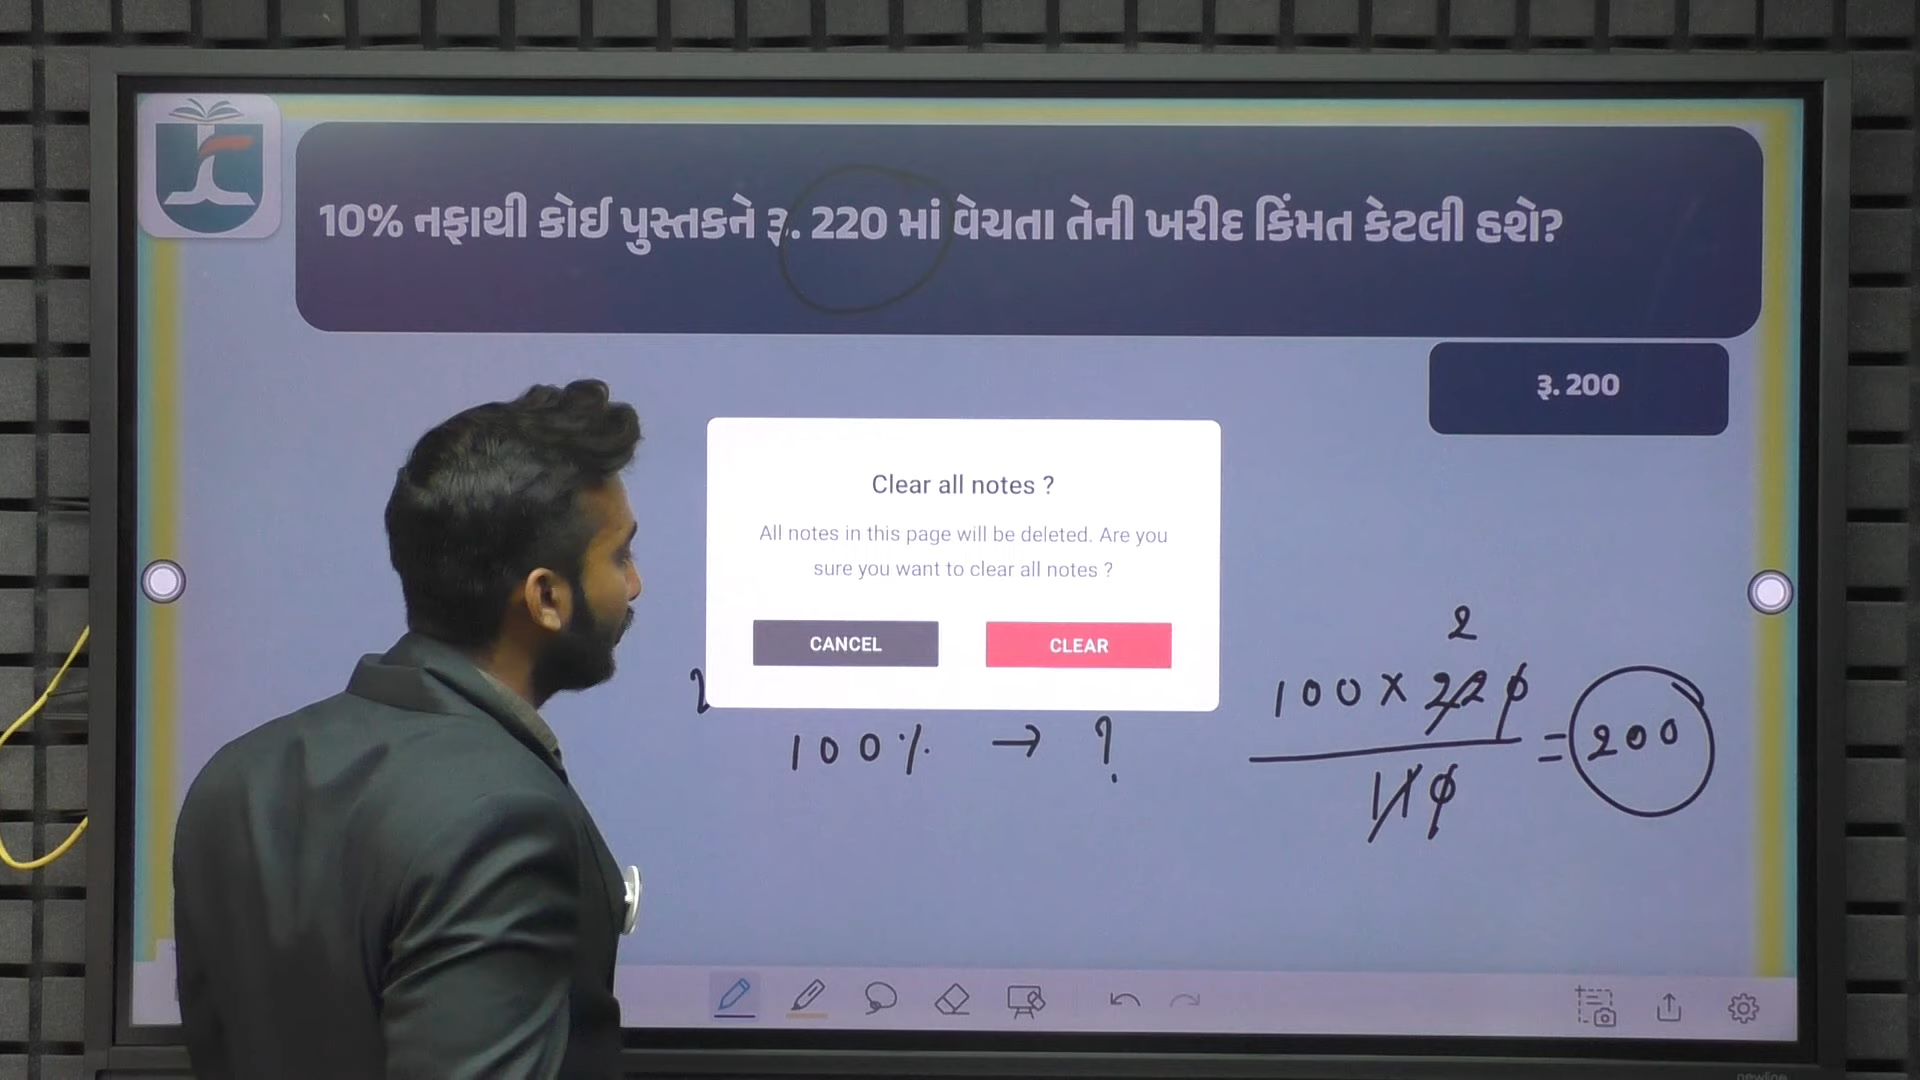 10% નફાથી કોઈ પુસ્તકને રૂ. 220 માં વેચતા તેની ખરીદ કિંમત કેટલી હશે?
રૂ. 200
Clear all notes ?
All notes in this page will be deleted. Are you
sure you want to clear all notes ?
CANCEL
CLEAR
100% → ?
2
100 x 220
110
= 200
newline